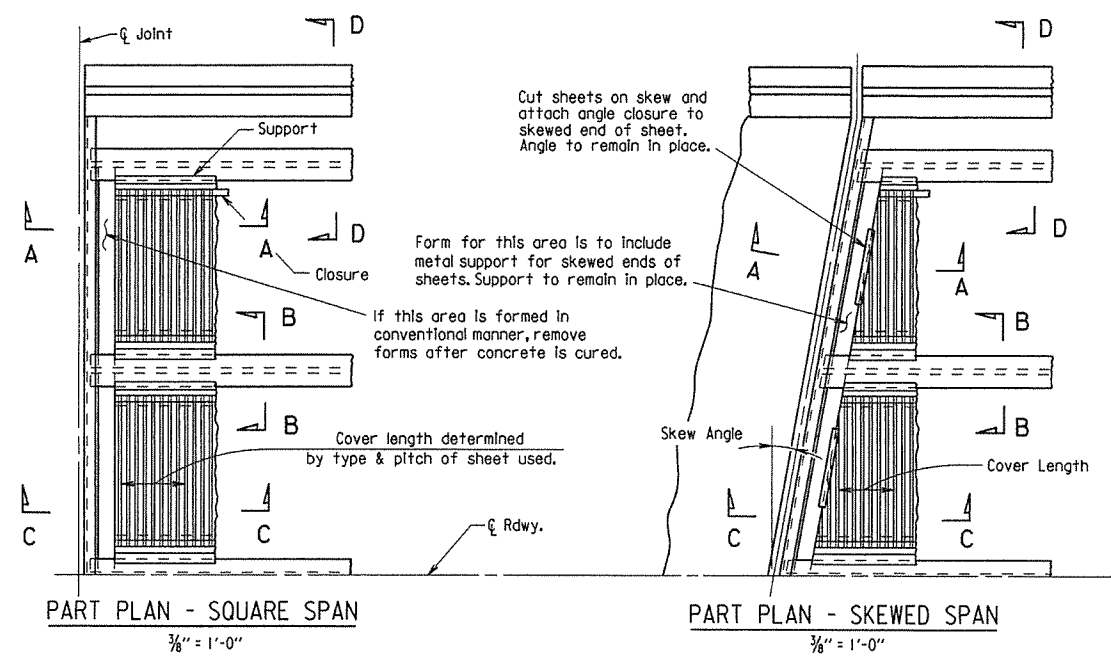 ℄ Joint
D
Support
A
A
D
Closure
If this area is formed in
conventional manner, remove
forms after concrete is cured.
B
B
Cover length determined
by type & pitch of sheet used.
C
C
℄ Rdwy.
PART PLAN - SQUARE SPAN
3/8" = 1'-0"
D
Cut sheets on skew and
attach angle closure to
skewed end of sheet.
Angle to remain in place.
D
Form for this area is to include
metal support for skewed ends of
sheets. Support to remain in place.
A
A
B
B
Skew Angle
Cover Length
C
C
PART PLAN - SKEWED SPAN
3/8" = 1'-0"